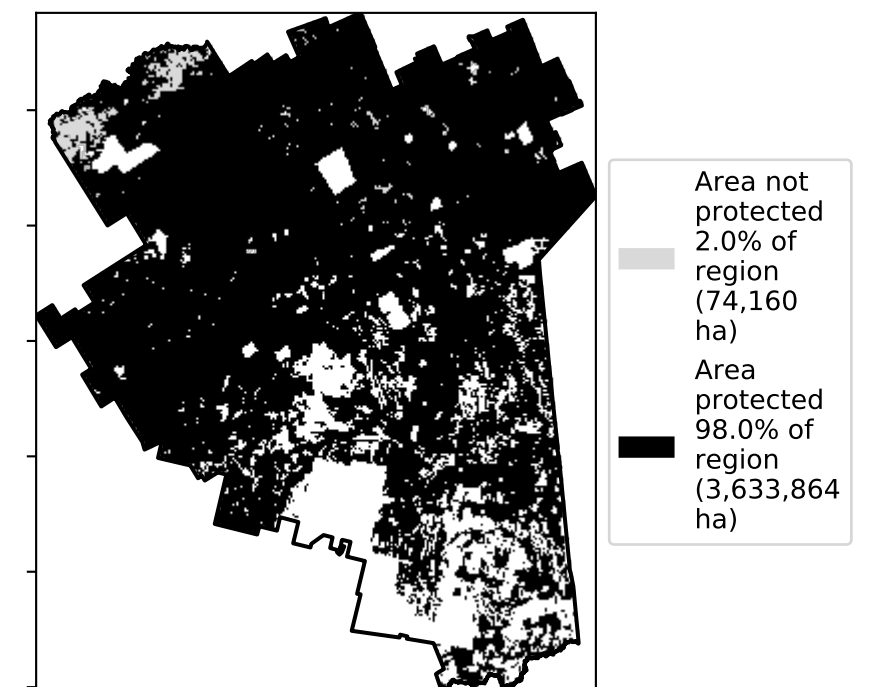 Area not
protected
2.0% of
region
(74,160
ha)
Area
protected
98.0% of
region
(3,633,864
ha)